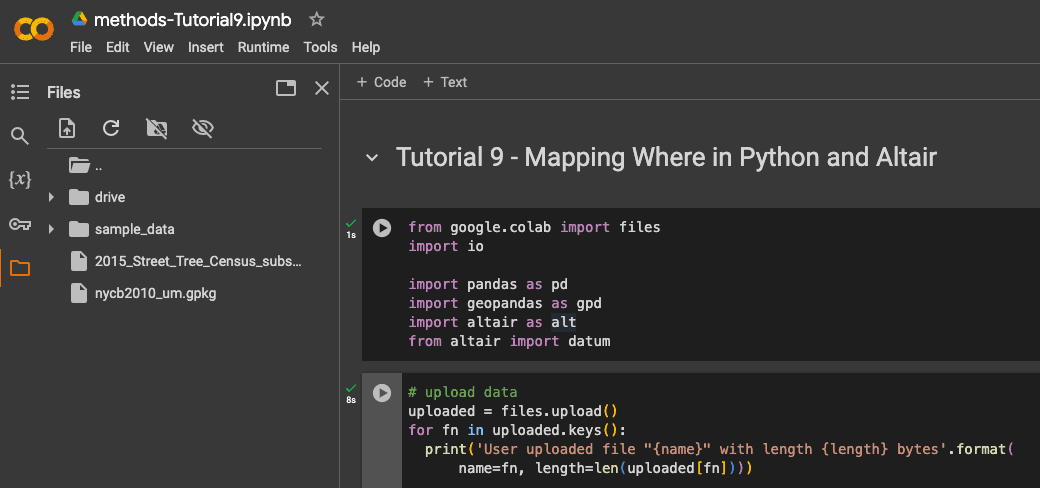 methods-Tutorial9.ipynb
File Edit View Insert Runtime Tools Help
Files
+ Code + Text
..
{x}
drive
sample_data
2015_Street_Tree_Census_subs...
nycb2010_um.gpkg
Tutorial 9 - Mapping Where in Python and Altair
1s
from google.colab import files
import io
import pandas as pd
import geopandas as gpd
import altair as alt
from altair import datum
8s
# upload data
uploaded = files.upload()
for fn in uploaded.keys():
  print('User uploaded file "{name}" with length {length} bytes'.format(
      name=fn, length=len(uploaded[fn])))